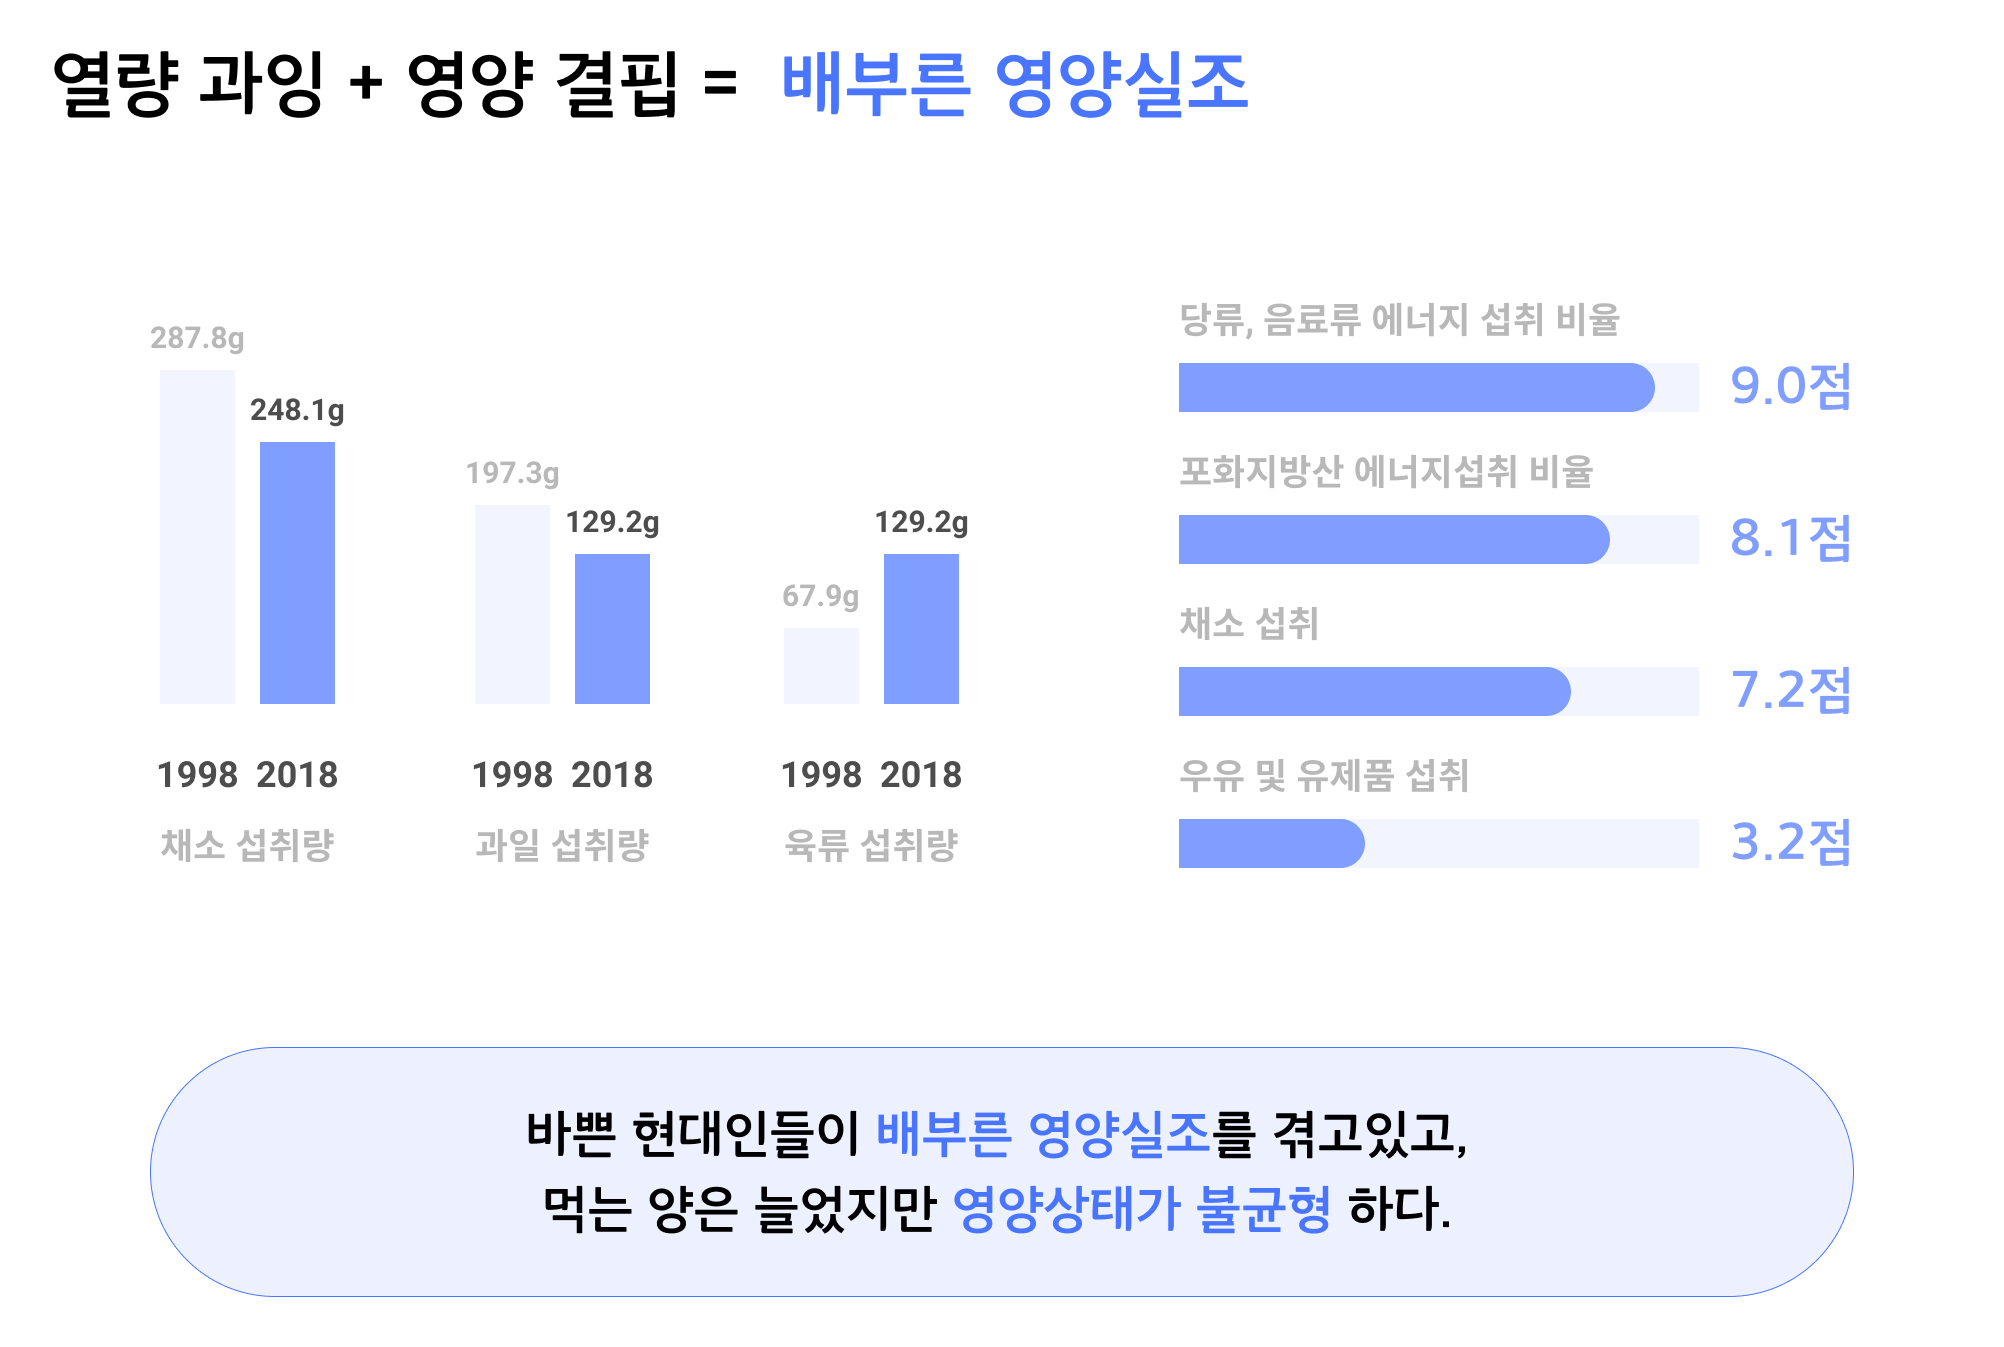 열량 과잉 + 영양 결핍 = 배부른 영양실조
287.8g
248.1g
1998 2018
채소 섭취량
197.3g
129.2g
1998 2018
과일 섭취량
67.9g
129.2g
1998 2018
육류 섭취량
당류, 음료류 에너지 섭취 비율
9.0점
포화지방산 에너지섭취 비율
8.1점
채소 섭취
7.2점
우유 및 유제품 섭취
3.2점
바쁜 현대인들이 배부른 영양실조를 겪고있고,
먹는 양은 늘었지만 영양상태가 불균형 하다.